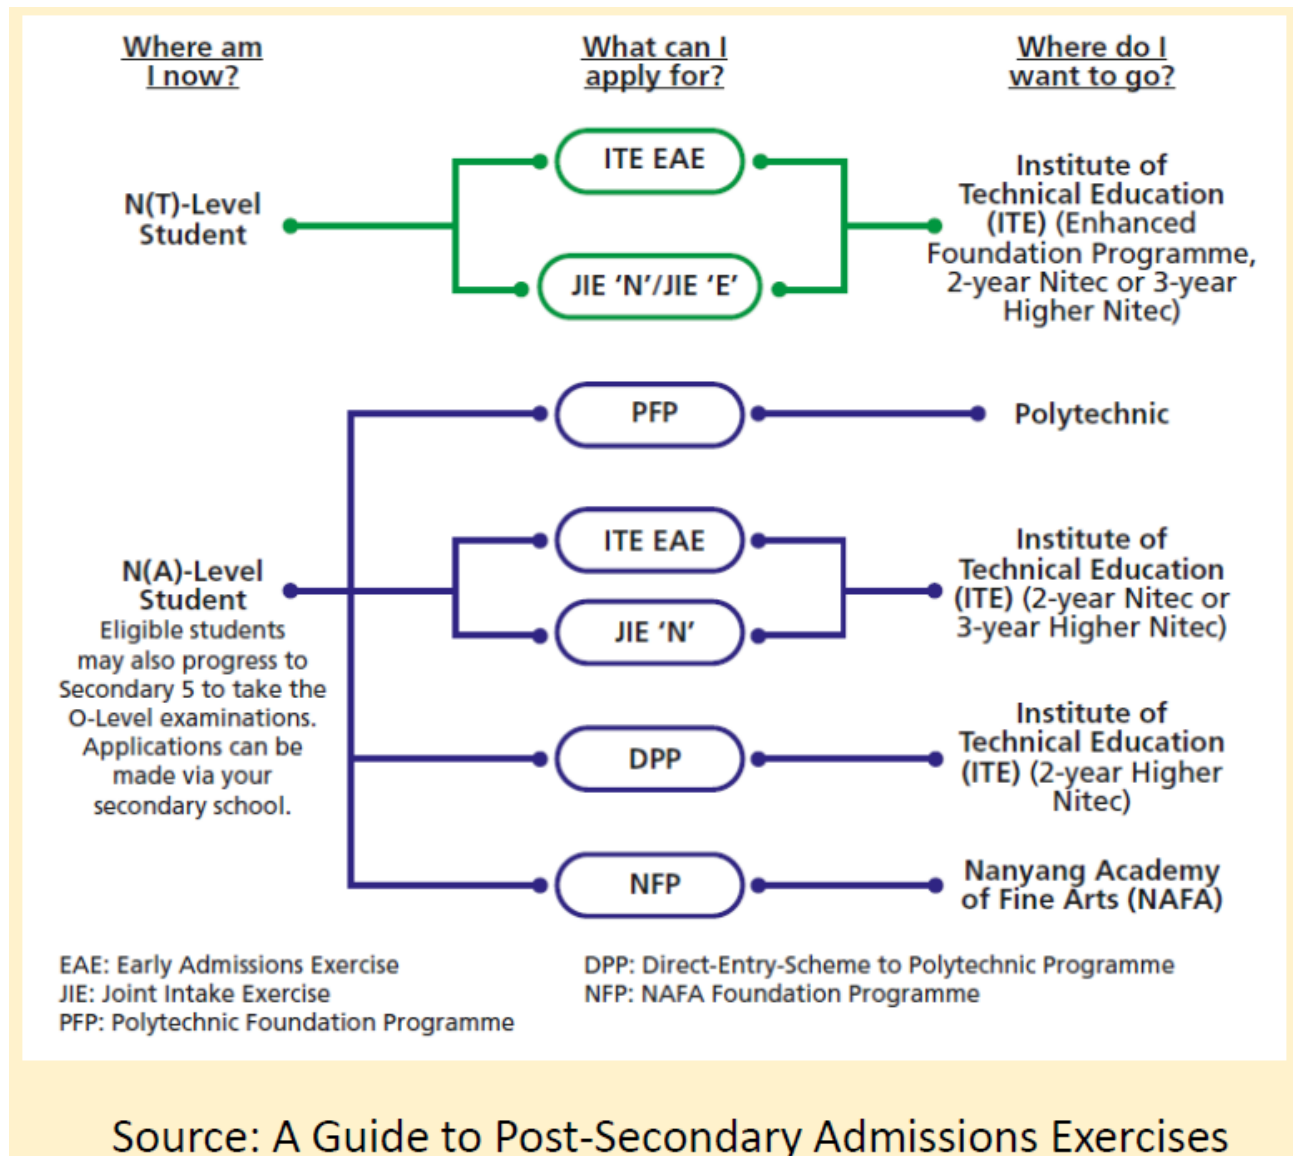 Where am
I now?
What can I
apply for?
Where do I
want to go?
N(T)-Level
Student
ITE EAE
JIE ‘N’/JIE ‘E’
Institute of
Technical Education
(ITE) (Enhanced
Foundation Programme,
2-year Nitec or 3-year
Higher Nitec)
N(A)-Level
Student
Eligible students
may also progress to
Secondary 5 to take the
O-Level examinations.
Applications can be
made via your
secondary school.
PFP
Polytechnic
ITE EAE
JIE ‘N’
Institute of
Technical Education
(ITE) (2-year Nitec or
3-year Higher Nitec)
DPP
Institute of
Technical Education
(ITE) (2-year Higher
Nitec)
NFP
Nanyang Academy
of Fine Arts (NAFA)
EAE: Early Admissions Exercise
JIE: Joint Intake Exercise
PFP: Polytechnic Foundation Programme
DPP: Direct-Entry-Scheme to Polytechnic Programme
NFP: NAFA Foundation Programme
Source: A Guide to Post-Secondary Admissions Exercises